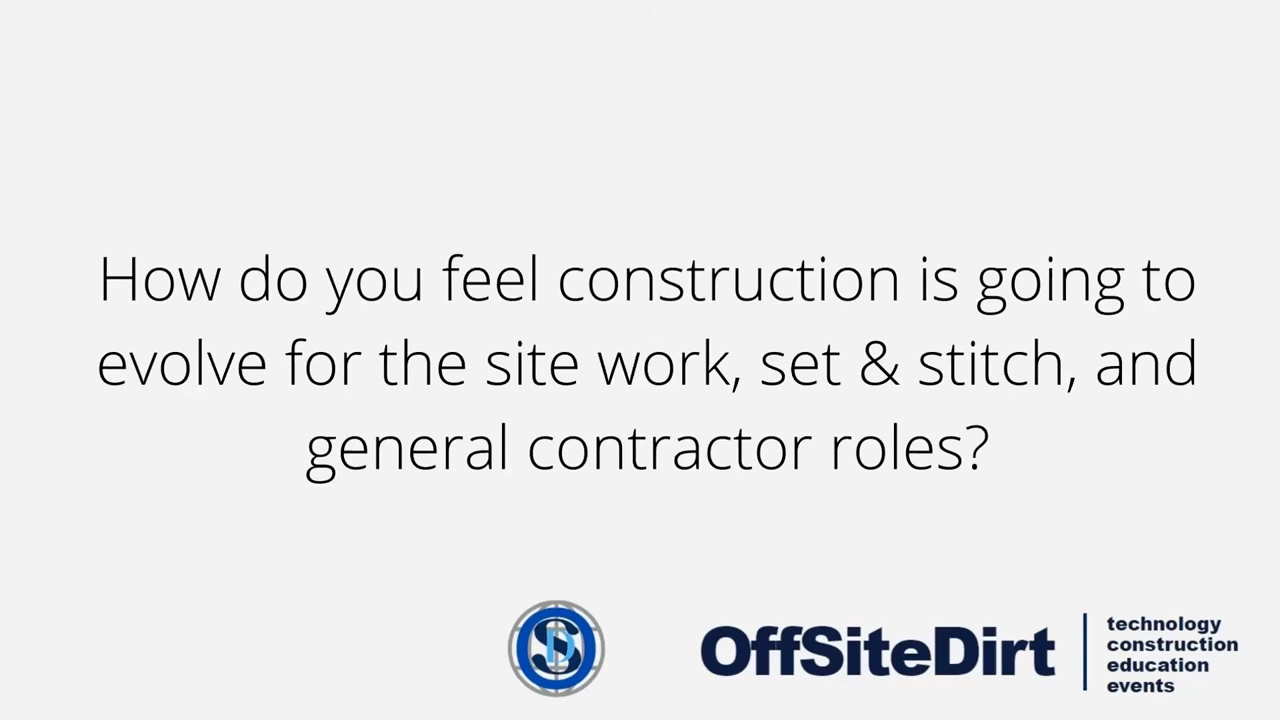 How do you feel construction is going to
evolve for the site work, set & stitch, and
general contractor roles?
SD
OffSiteDirt
technology
construction
education
events